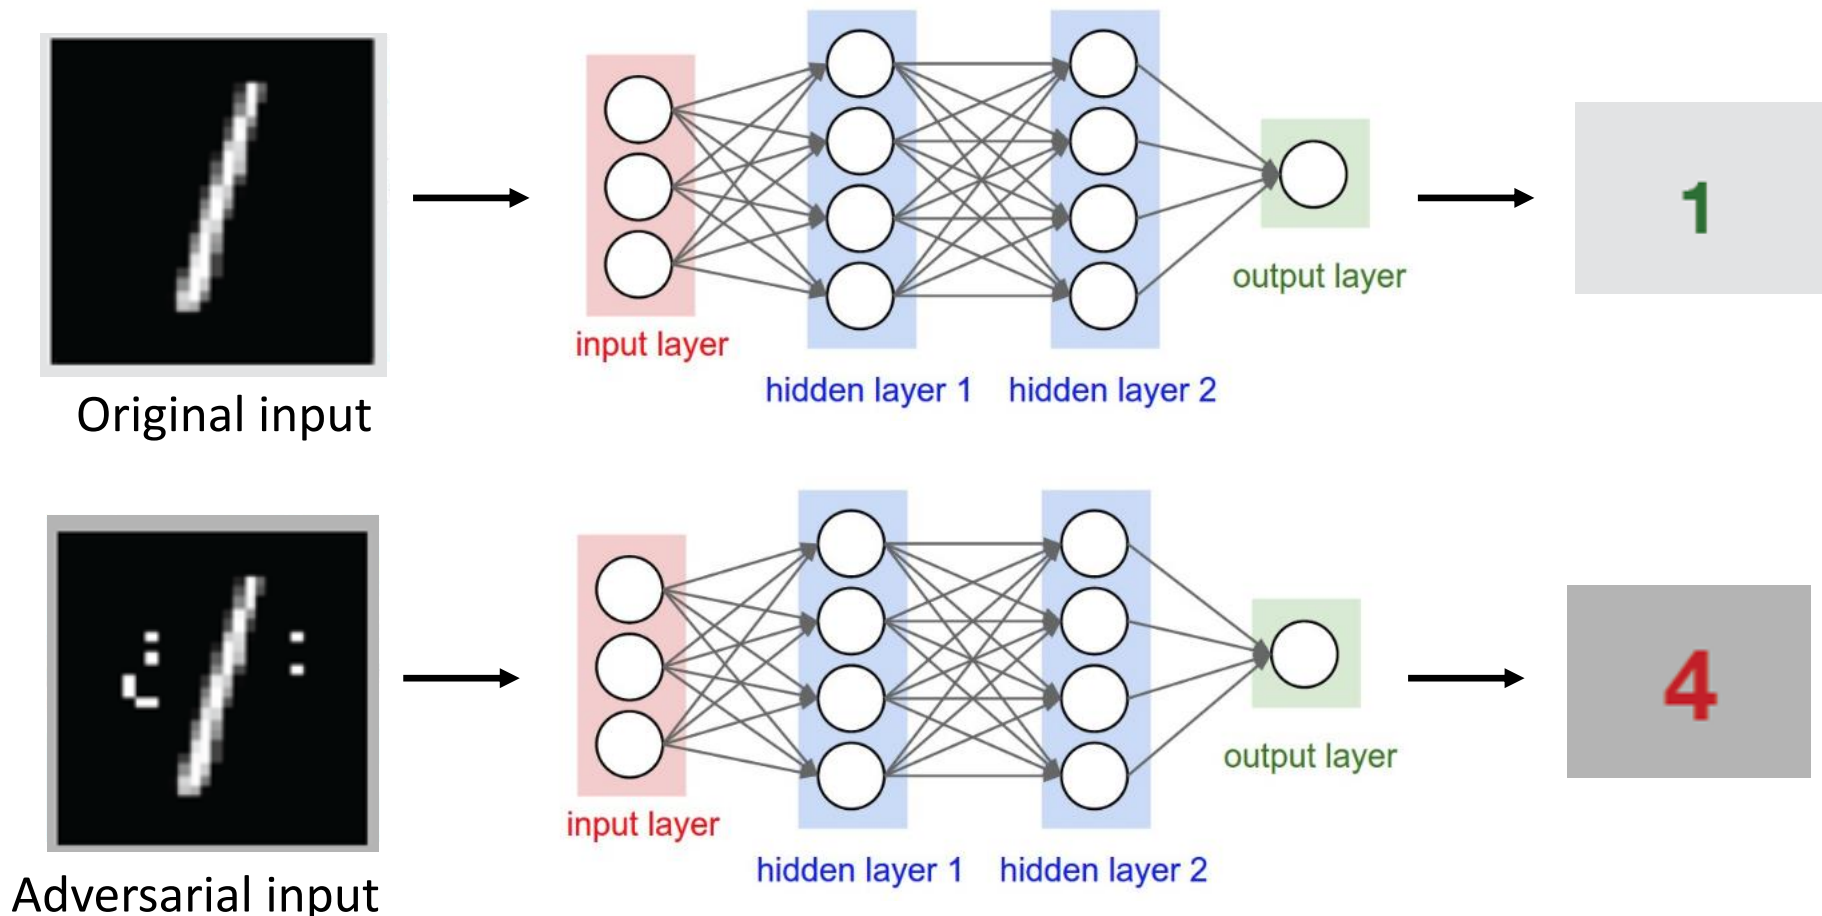 1
output layer
input layer
hidden layer 1
hidden layer 2
Original input
4
output layer
input layer
hidden layer 1
hidden layer 2
Adversarial input